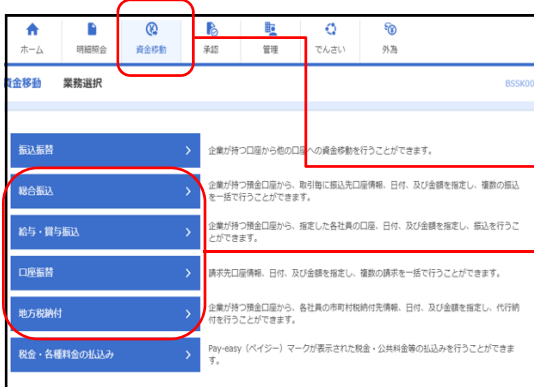 ホーム 明細照会 資金移動 承認 管理 でんさい 外為
資金移動 業務選択 BSSK00
振込振替 企業が持つ口座から他の口座への資金移動を行うことができます。
総合振込 企業が持つ預金口座から、取引毎に振込先口座情報、日付、及び金額を指定し、複数の振込
を一括で行うことができます。
給与・賞与振込 企業が持つ預金口座から、指定した各社員の口座、日付、及び金額を指定し、振込を行うこ
とができます。
口座振替 請求先口座情報、日付、及び金額を指定し、複数の請求を一括で行うことができます。
地方税納付 企業が持つ預金口座から、各社員の市町村税納付先情報、日付、及び金額を指定し、代行納
付を行うことができます。
税金・各種料金の払込み Pay-easy（ペイジー）マークが表示された税金・公共料金等の払込みを行うことができま
す。